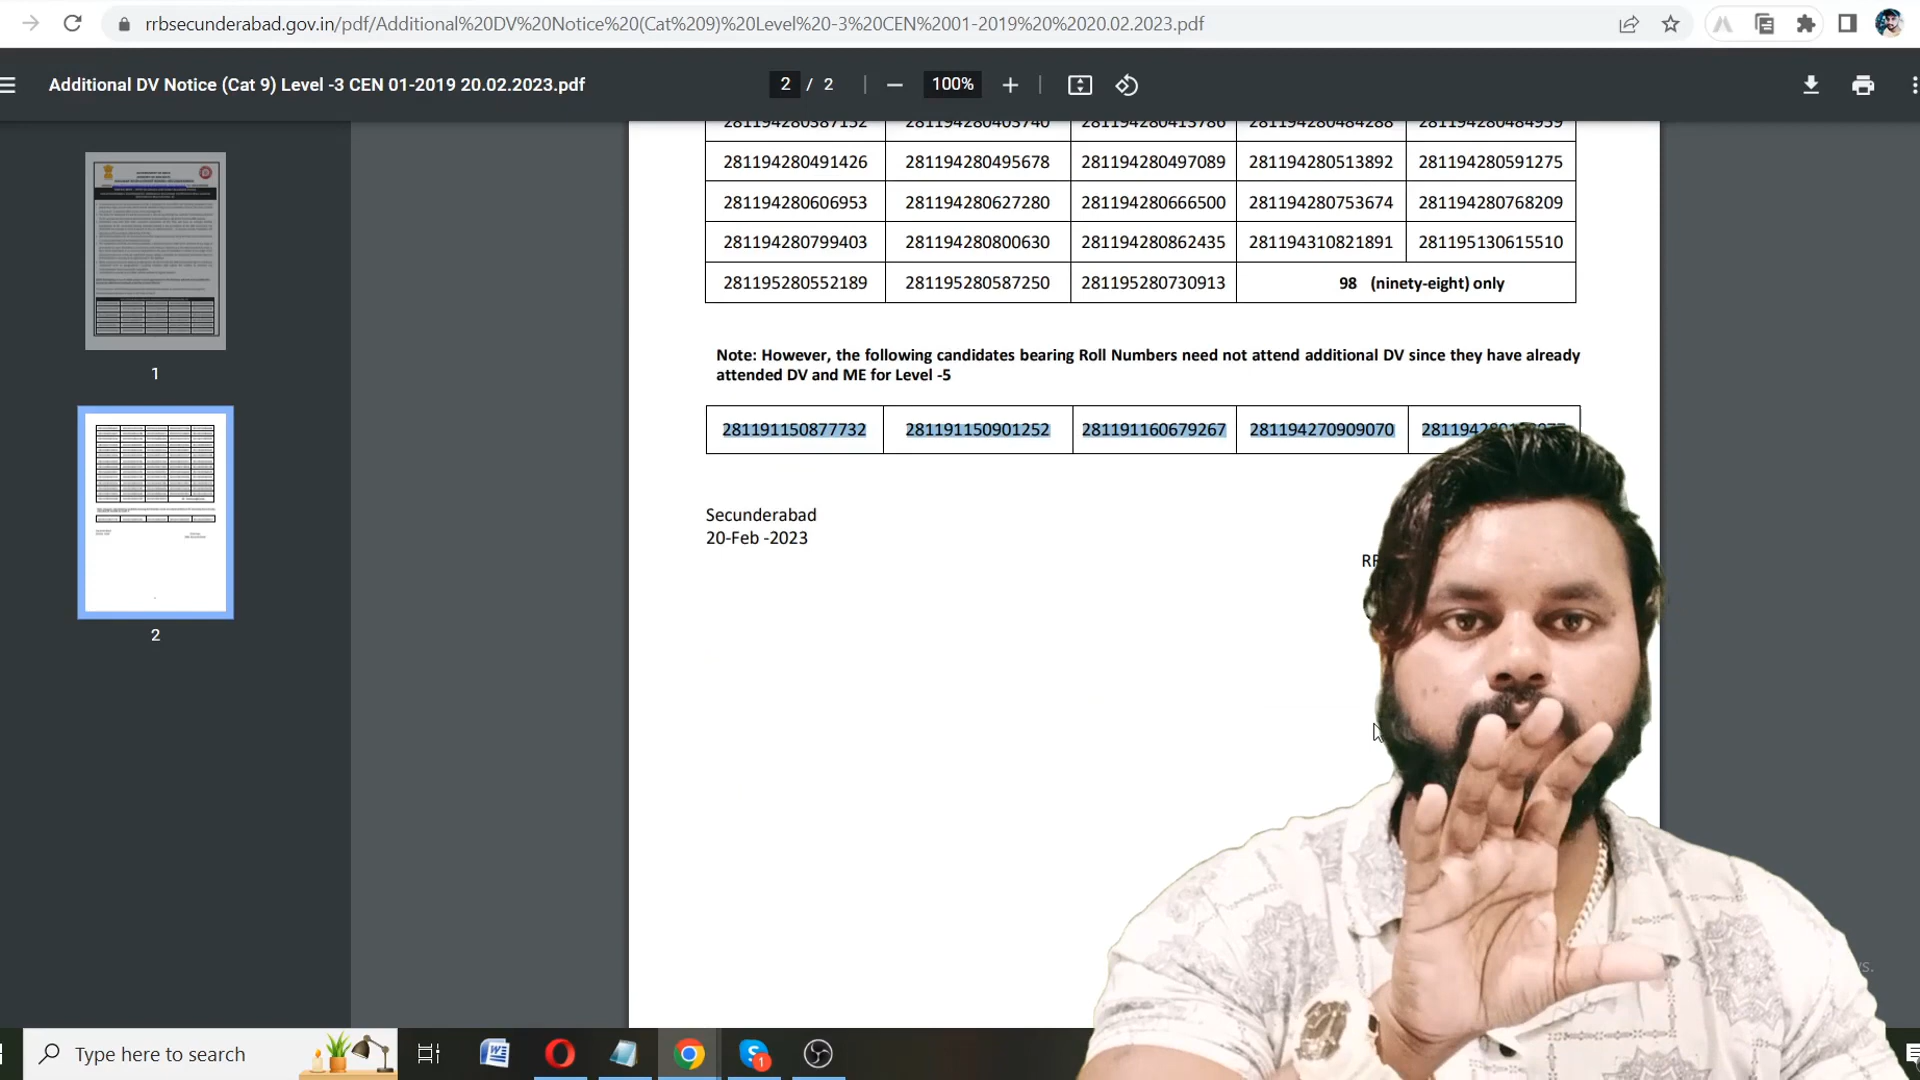 rrbsecunderabad.gov.in/pdf/Additional%20DV%20Notice%20(Cat%209)%20Level%20-3%20CEN%2001-2019%20%2020.02.2023.pdf
Additional DV Notice (Cat 9) Level -3 CEN 01-2019 20.02.2023.pdf 2 / 2 100%
281194280491426 281194280495678 281194280497089 281194280513892 281194280591275
281194280606953 281194280627280 281194280666500 281194280753674 281194280768209
281194280799403 281194280800630 281194280862435 281194310821891 281195130615510
281195280552189 281195280587250 281195280730913 98 (ninety-eight) only
Note: However, the following candidates bearing Roll Numbers need not attend additional DV since they have already
attended DV and ME for Level -5
281191150877732 281191150901252 281191160679267 281194270909070
Secunderabad
20-Feb -2023
1
2
Type here to search
1